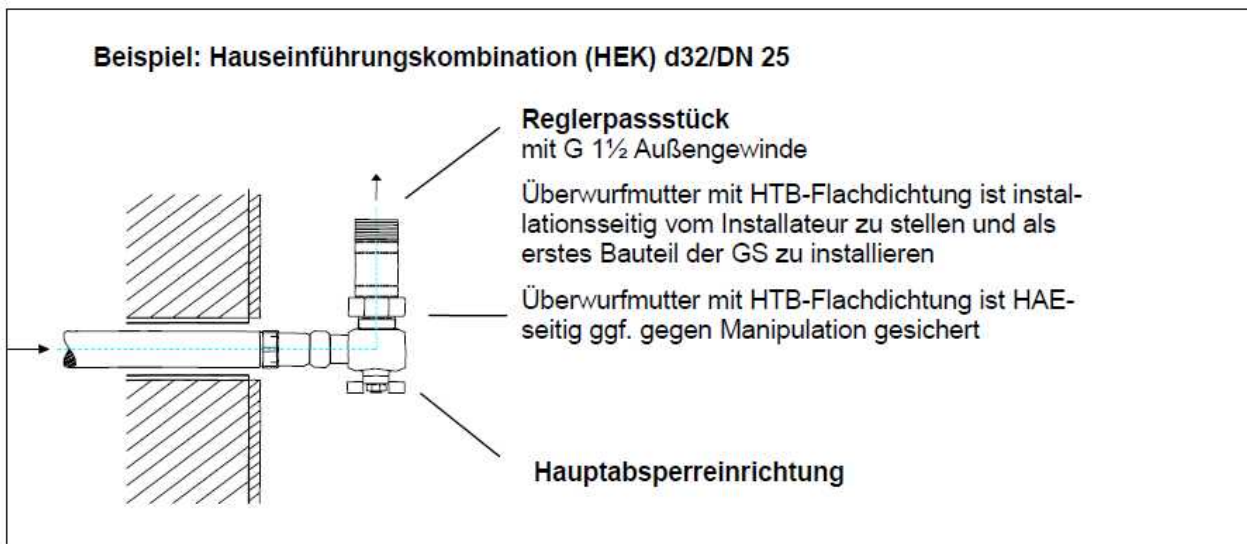 Beispiel: Hauseinführungskombination (HEK) d32/DN 25
Reglerpassstück
mit G 1½ Außengewinde
Überwurfmutter mit HTB-Flachdichtung ist instal-
lationsseitig vom Installateur zu stellen und als
erstes Bauteil der GS zu installieren
Überwurfmutter mit HTB-Flachdichtung ist HAE-
seitig ggf. gegen Manipulation gesichert
Hauptabsperreinrichtung